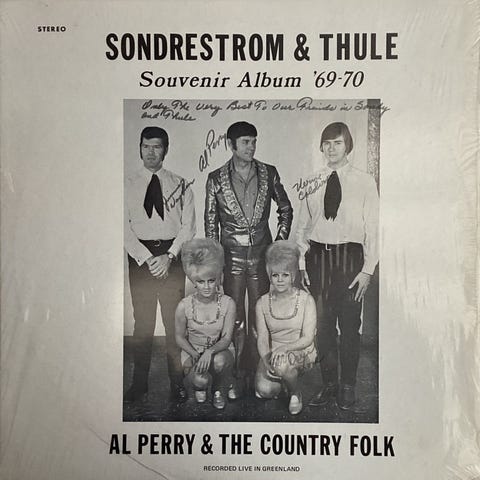 STEREO
SONDRESTROM & THULE
Souvenir Album '69-70
Only The Very Best To Our Friends in Sondy
and Thule
Al Perry
AL PERRY & THE COUNTRY FOLK
RECORDED LIVE IN GREENLAND